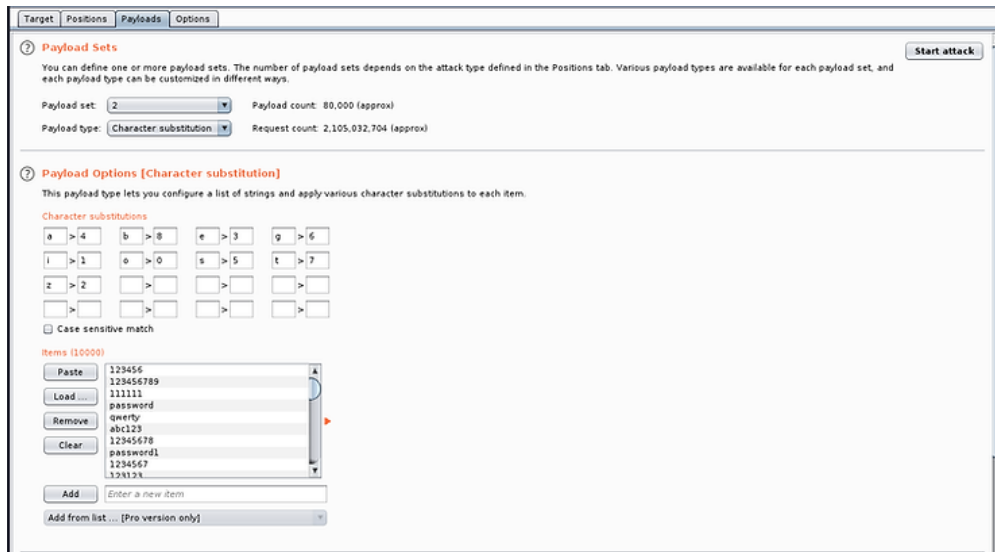 Target Positions Payloads Options
? Payload Sets Start attack
You can define one or more payload sets. The number of payload sets depends on the attack type defined in the Positions tab. Various payload types are available for each payload set, and
each payload type can be customized in different ways.
Payload set: 2 Payload count: 80,000 (approx)
Payload type: Character substitution Request count: 2,105,032,704 (approx)
? Payload Options [Character substitution]
This payload type lets you configure a list of strings and apply various character substitutions to each item.
Character substitutions
a > 4 b > 8 e > 3 g > 6
i > 1 o > 0 s > 5 t > 7
z > 2 > > >
> > > >
Case sensitive match
Items (10000)
Paste
Load ...
Remove
Clear
123456
123456789
111111
password
qwerty
abc123
12345678
password1
1234567
123123
Add Enter a new item
Add from list ... [Pro version only]